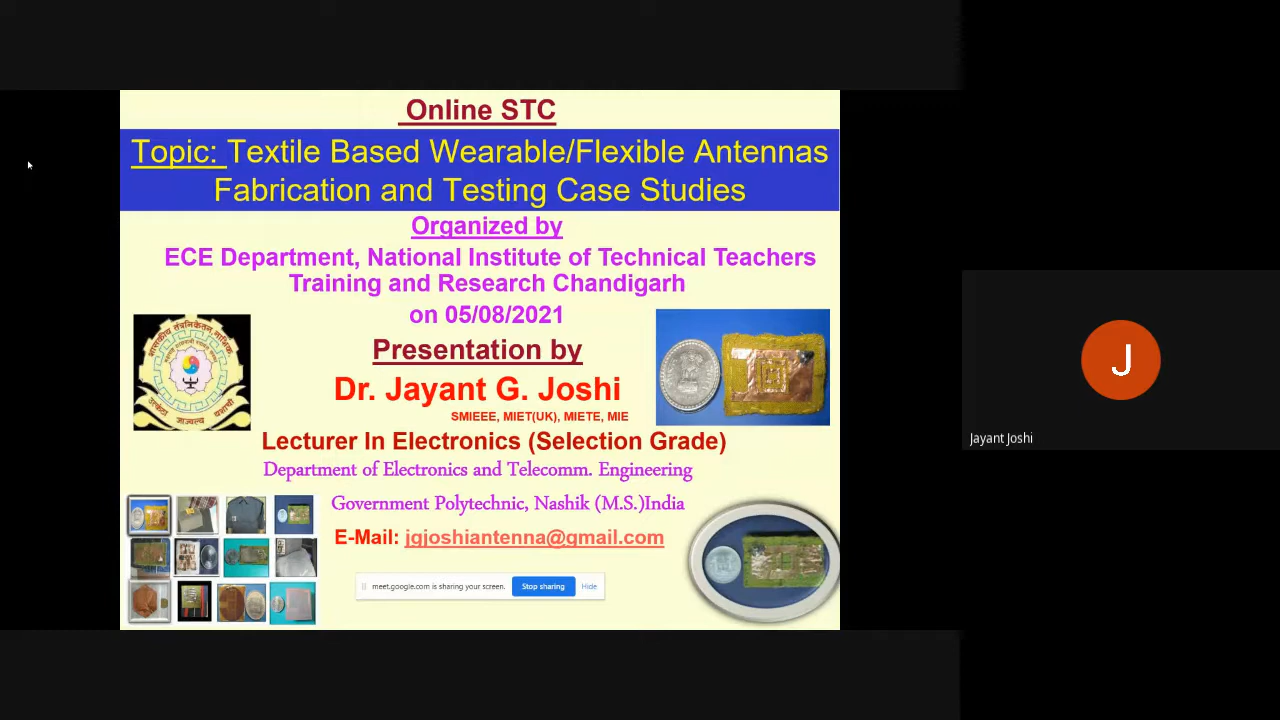 Online STC
Topic: Textile Based Wearable/Flexible Antennas
Fabrication and Testing Case Studies
Organized by
ECE Department, National Institute of Technical Teachers
Training and Research Chandigarh
on 05/08/2021
Presentation by
Dr. Jayant G. Joshi
SMIEEE, MIET(UK), MIETE, MIE
Lecturer In Electronics (Selection Grade)
Department of Electronics and Telecomm. Engineering
Government Polytechnic, Nashik (M.S.)India
E-Mail: jgjoshiantenna@gmail.com
meet.google.com is sharing your screen. Stop sharing Hide
J
Jayant Joshi